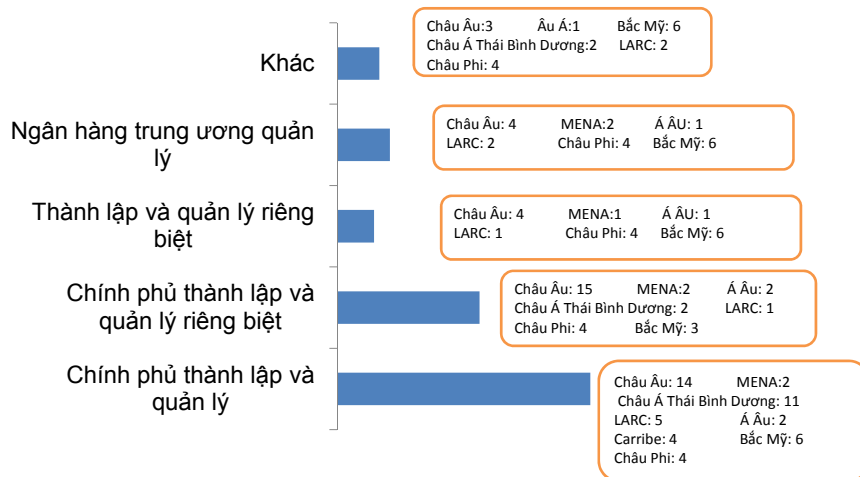 Châu Âu:3 Âu Á:1 Bắc Mỹ: 6
Châu Á Thái Bình Dương:2 LARC: 2
Châu Phi: 4
Khác
Ngân hàng trung ương quản
lý
Châu Âu: 4 MENA:2 Á ÂU: 1
LARC: 2 Châu Phi: 4 Bắc Mỹ: 6
Thành lập và quản lý riêng
biệt
Châu Âu: 4 MENA:1 Á ÂU: 1
LARC: 1 Châu Phi: 4 Bắc Mỹ: 6
Chính phủ thành lập và
quản lý riêng biệt
Châu Âu: 15 MENA:2 Á Âu: 2
Châu Á Thái Bình Dương: 2 LARC: 1
Châu Phi: 4 Bắc Mỹ: 3
Chính phủ thành lập và
quản lý
Châu Âu: 14 MENA:2
Châu Á Thái Bình Dương: 11
LARC: 5 Á Âu: 2
Carribe: 4 Bắc Mỹ: 6
Châu Phi: 4